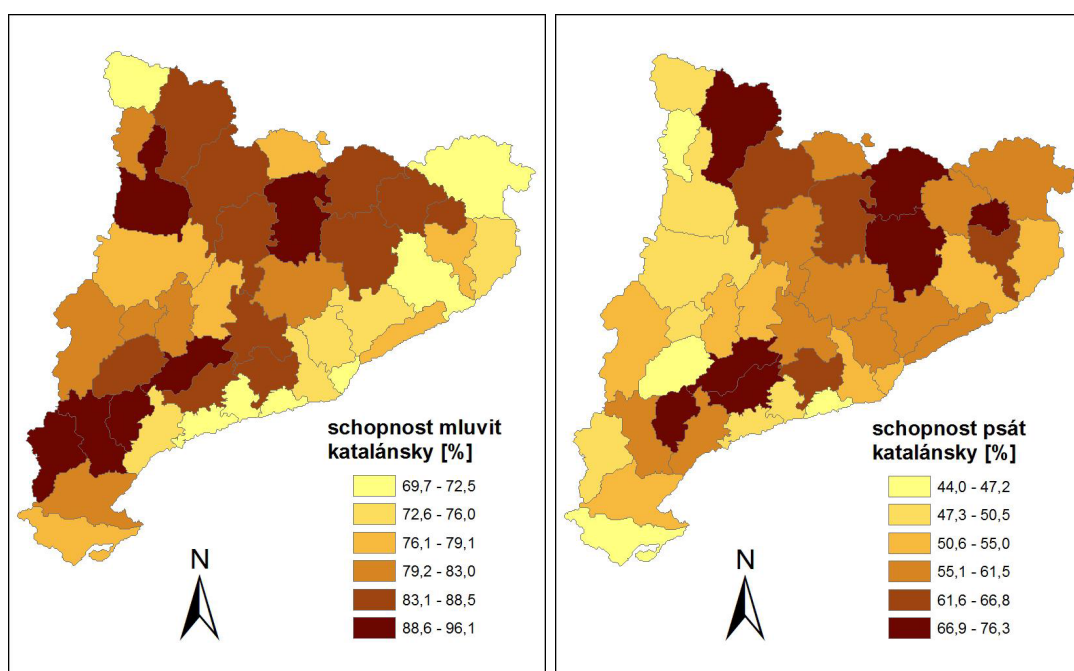 schopnost mluvit
katalánsky [%]
69,7 - 72,5
72,6 - 76,0
76,1 - 79,1
79,2 - 83,0
83,1 - 88,5
88,6 - 96,1
N
schopnost psát
katalánsky [%]
44,0 - 47,2
47,3 - 50,5
50,6 - 55,0
55,1 - 61,5
61,6 - 66,8
66,9 - 76,3
N